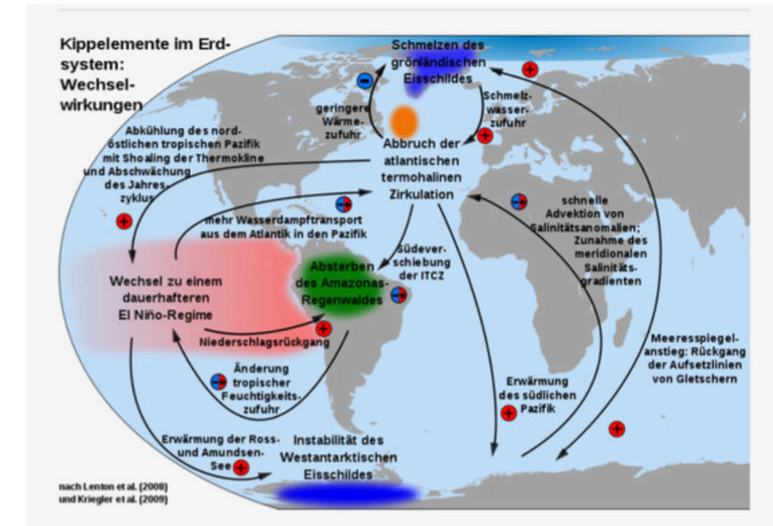 Kippelemente im Erd-
system:
Wechsel-
wirkungen
Schmelzen des
grönländischen
Eisschildes
geringere
Wärme-
zufuhr
Schmelz-
wasser-
zufuhr
Abkühlung des nord-
östlichen tropischen Pazifik
mit Shoaling der Thermokline
und Abschwächung
des Jahres-
zyklus
Abbruch der
atlantischen
termohalinen
Zirkulation
mehr Wasserdampftransport
aus dem Atlantik in den Pazifik
schnelle
Advektion von
Salinitätsanomalien;
Zunahme des
meridionalen
Salinitäts-
gradienten
Südever-
schiebung
der ITCZ
Wechsel zu einem
dauerhafteren
El Niño-Regime
Absterben
des Amazonas-
Regenwaldes
Niederschlagsrückgang
Änderung
tropischer
Feuchtigkeits-
zufuhr
Meeresspiegel-
anstieg: Rückgang
der Aufsetzlinien
von Gletschern
Erwärmung
des südlichen
Pazifik
Erwärmung der Ross-
und Amundsen-
See
Instabilität des
Westantarktischen
Eisschildes
nach Lenton et al. (2008)
und Kriegler et al. (2009)